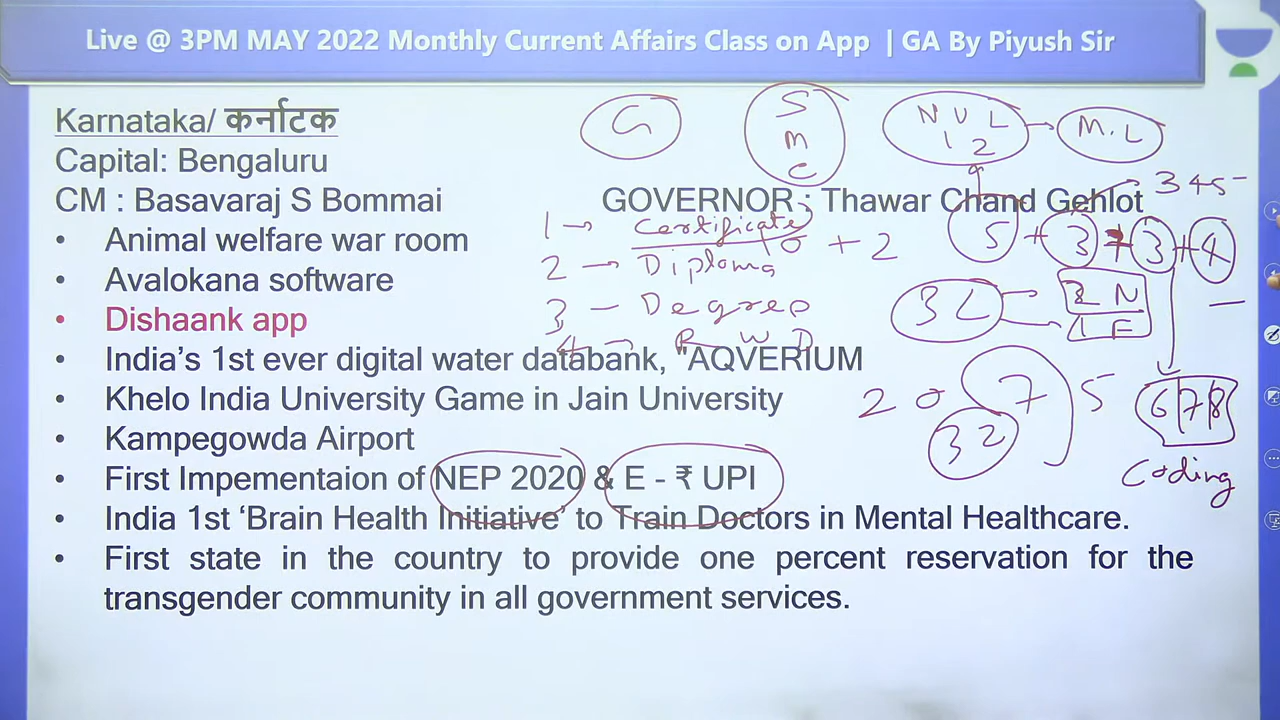 Live @ 3PM MAY 2022 Monthly Current Affairs Class on App | GA By Piyush Sir
Karnataka/ कर्नाटक
Capital: Bengaluru
CM : Basavaraj S Bommai
GOVERNOR : Thawar Chand Gehlot
• Animal welfare war room
• Avalokana software
• Dishaank app
• India's 1st ever digital water databank, "AQVERIUM
• Khelo India University Game in Jain University
• Kampegowda Airport
• First Impementaion of NEP 2020 & E - ₹ UPI
• India 1st 'Brain Health Initiative' to Train Doctors in Mental Healthcare.
• First state in the country to provide one percent reservation for the
transgender community in all government services.
G
S
M
C
M.L
1 → Certificate
10 + 2
5 + 3 + 3 + 4
3 4 5
2 → Diploma
3 - Degree
4 → R W D
3L
2 N
1 E
20
7
5
32
6 7 8
Coding